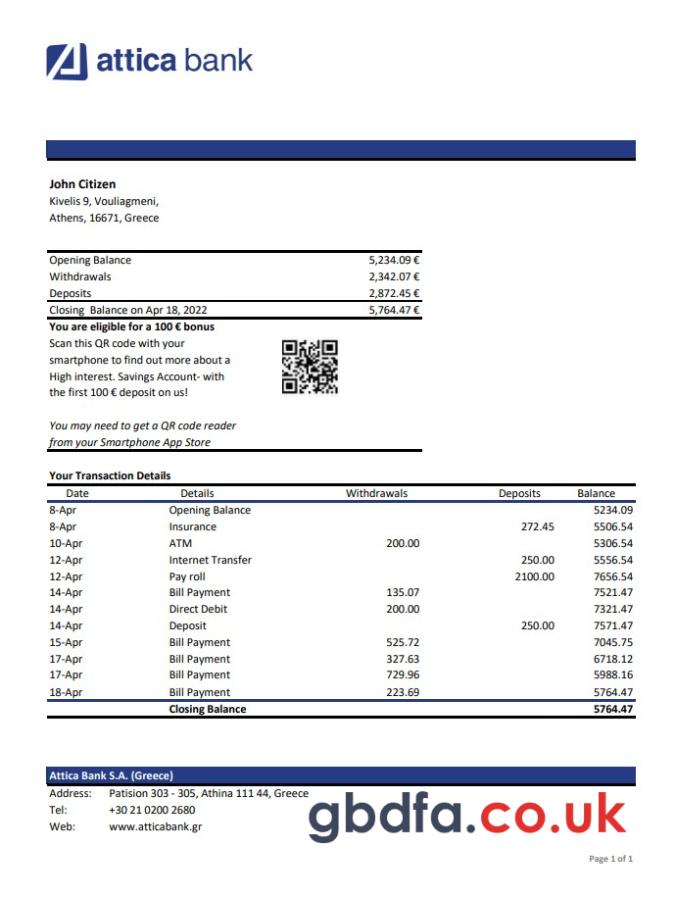 attica bank
John Citizen
Kivelis 9, Vouliagmeni,
Athens, 16671, Greece
Opening Balance 5,234.09 €
Withdrawals 2,342.07 €
Deposits 2,872.45 €
Closing  Balance on Apr 18, 2022 5,764.47 €
You are eligible for a 100 € bonus
Scan this QR code with your
smartphone to find out more about a
High interest. Savings Account- with
the first 100 € deposit on us!
You may need to get a QR code reader
from your Smartphone App Store
Your Transaction Details
Date Details Withdrawals Deposits Balance
8-Apr Opening Balance 5234.09
8-Apr Insurance 272.45 5506.54
10-Apr ATM 200.00 5306.54
12-Apr Internet Transfer 250.00 5556.54
12-Apr Pay roll 2100.00 7656.54
14-Apr Bill Payment 135.07 7521.47
14-Apr Direct Debit 200.00 7321.47
14-Apr Deposit 250.00 7571.47
15-Apr Bill Payment 525.72 7045.75
17-Apr Bill Payment 327.63 6718.12
17-Apr Bill Payment 729.96 5988.16
18-Apr Bill Payment 223.69 5764.47
Closing Balance 5764.47
Attica Bank S.A. (Greece)
Address: Patision 303 - 305, Athina 111 44, Greece
Tel: +30 21 0200 2680
Web: www.atticabank.gr
gbdfa.co.uk
Page 1 of 1